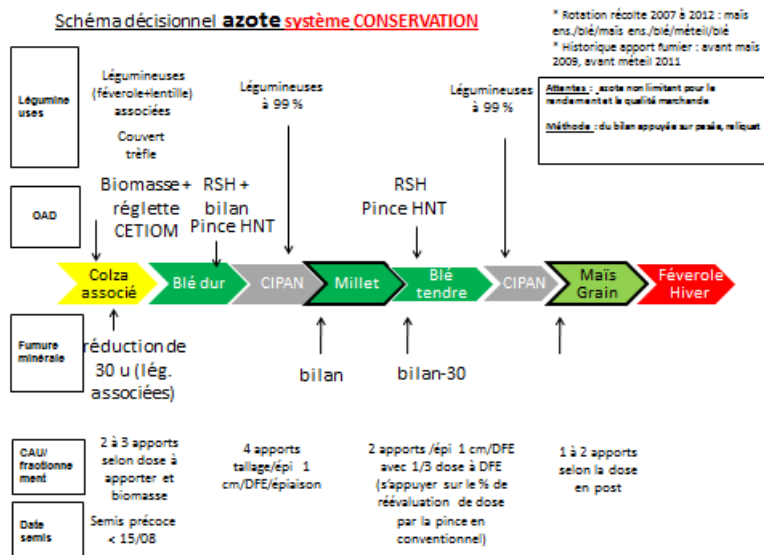 Schéma décisionnel azote système CONSERVATION
* Rotation récolte 2007 à 2012 : maïs
ens./blé/maïs ens./blé/méteil/blé
* Historique apport fumier : avant maïs
2009, avant méteil 2011
Attentes : azote non limitant pour le
rendement et la qualité marchande
Méthode : du bilan appuyée sur pesée, reliquat
Légumine
uses
Légumineuses
(féverole+lentille)
associées
Couvert
trèfle
Légumineuses
à 99 %
Légumineuses
à 99 %
OAD
Biomasse +
réglette
CETIOM
RSH +
bilan
Pince HNT
RSH
Pince HNT
Colza
associé
Blé dur
CIPAN
Millet
Blé
tendre
CIPAN
Maïs
Grain
Féverole
Hiver
Fumure
minérale
réduction de
30 u (lég.
associées)
bilan
bilan-30
CAU/
fractionne
ment
2 à 3 apports
selon dose à
apporter et
biomasse
4 apports
tallage/épi 1
cm/DFE/épiaison
2 apports /épi 1 cm/DFE
avec 1/3 dose à DFE
(s'appuyer sur le % de
réévaluation de dose
par la pince en
conventionnel)
1 à 2 apports
selon la dose
en post
Date
semis
Semis précoce
< 15/08